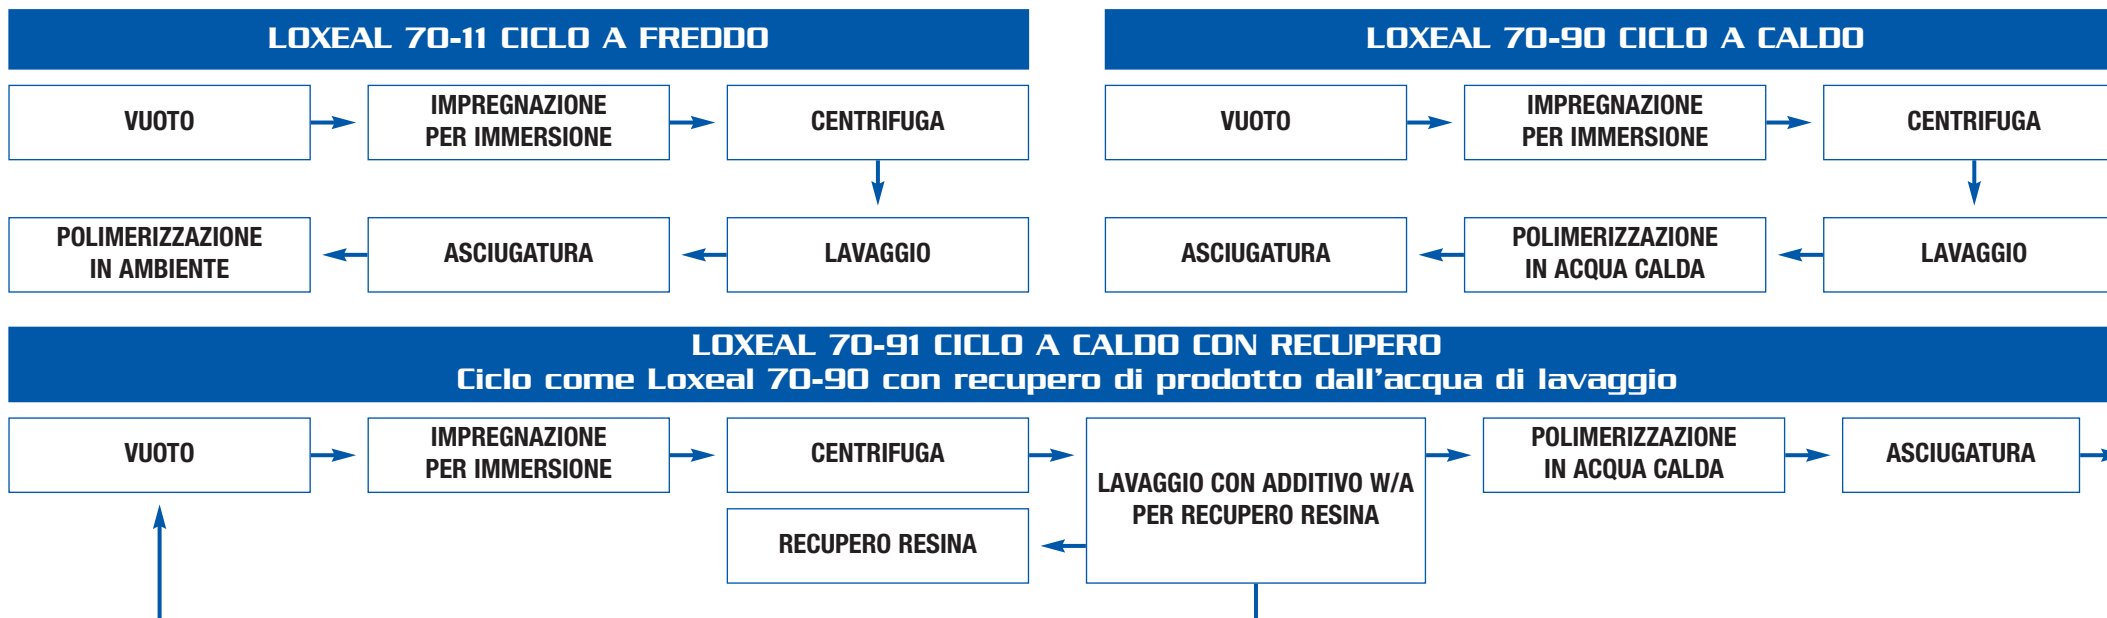 LOXEAL 70-11 CICLO A FREDDO
VUOTO
IMPREGNAZIONE
PER IMMERSIONE
CENTRIFUGA
LAVAGGIO
ASCIUGATURA
POLIMERIZZAZIONE
IN AMBIENTE
LOXEAL 70-90 CICLO A CALDO
VUOTO
IMPREGNAZIONE
PER IMMERSIONE
CENTRIFUGA
LAVAGGIO
POLIMERIZZAZIONE
IN ACQUA CALDA
ASCIUGATURA
LOXEAL 70-91 CICLO A CALDO CON RECUPERO
Ciclo come Loxeal 70-90 con recupero di prodotto dall'acqua di lavaggio
VUOTO
IMPREGNAZIONE
PER IMMERSIONE
CENTRIFUGA
LAVAGGIO CON ADDITIVO W/A
PER RECUPERO RESINA
POLIMERIZZAZIONE
IN ACQUA CALDA
ASCIUGATURA
RECUPERO RESINA